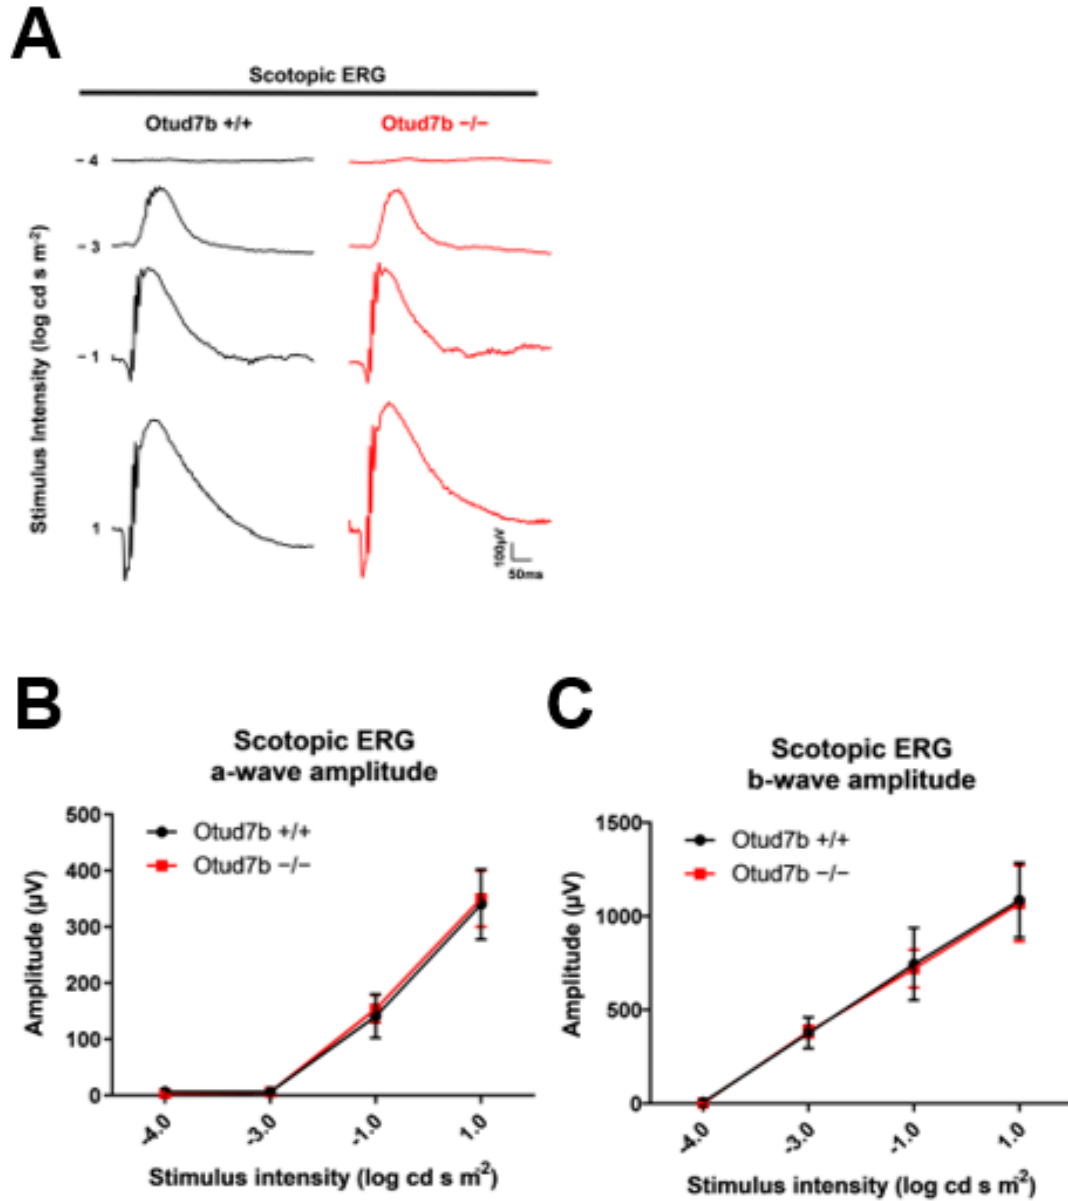 A
Scotopic ERG
Otud7b +/+ Otud7b −/−
Stimulus Intensity (log cd s m-2)
− 4
− 3
− 1
1
100µV
50ms
B
Scotopic ERG
a-wave amplitude
Otud7b +/+
Otud7b −/−
Amplitude (µV)
500
400
300
200
100
0
-4.0 -3.0 -1.0 1.0
Stimulus intensity (log cd s m-2)
C
Scotopic ERG
b-wave amplitude
Otud7b +/+
Otud7b −/−
Amplitude (µV)
1500
1000
500
0
-4.0 -3.0 -1.0 1.0
Stimulus intensity (log cd s m-2)